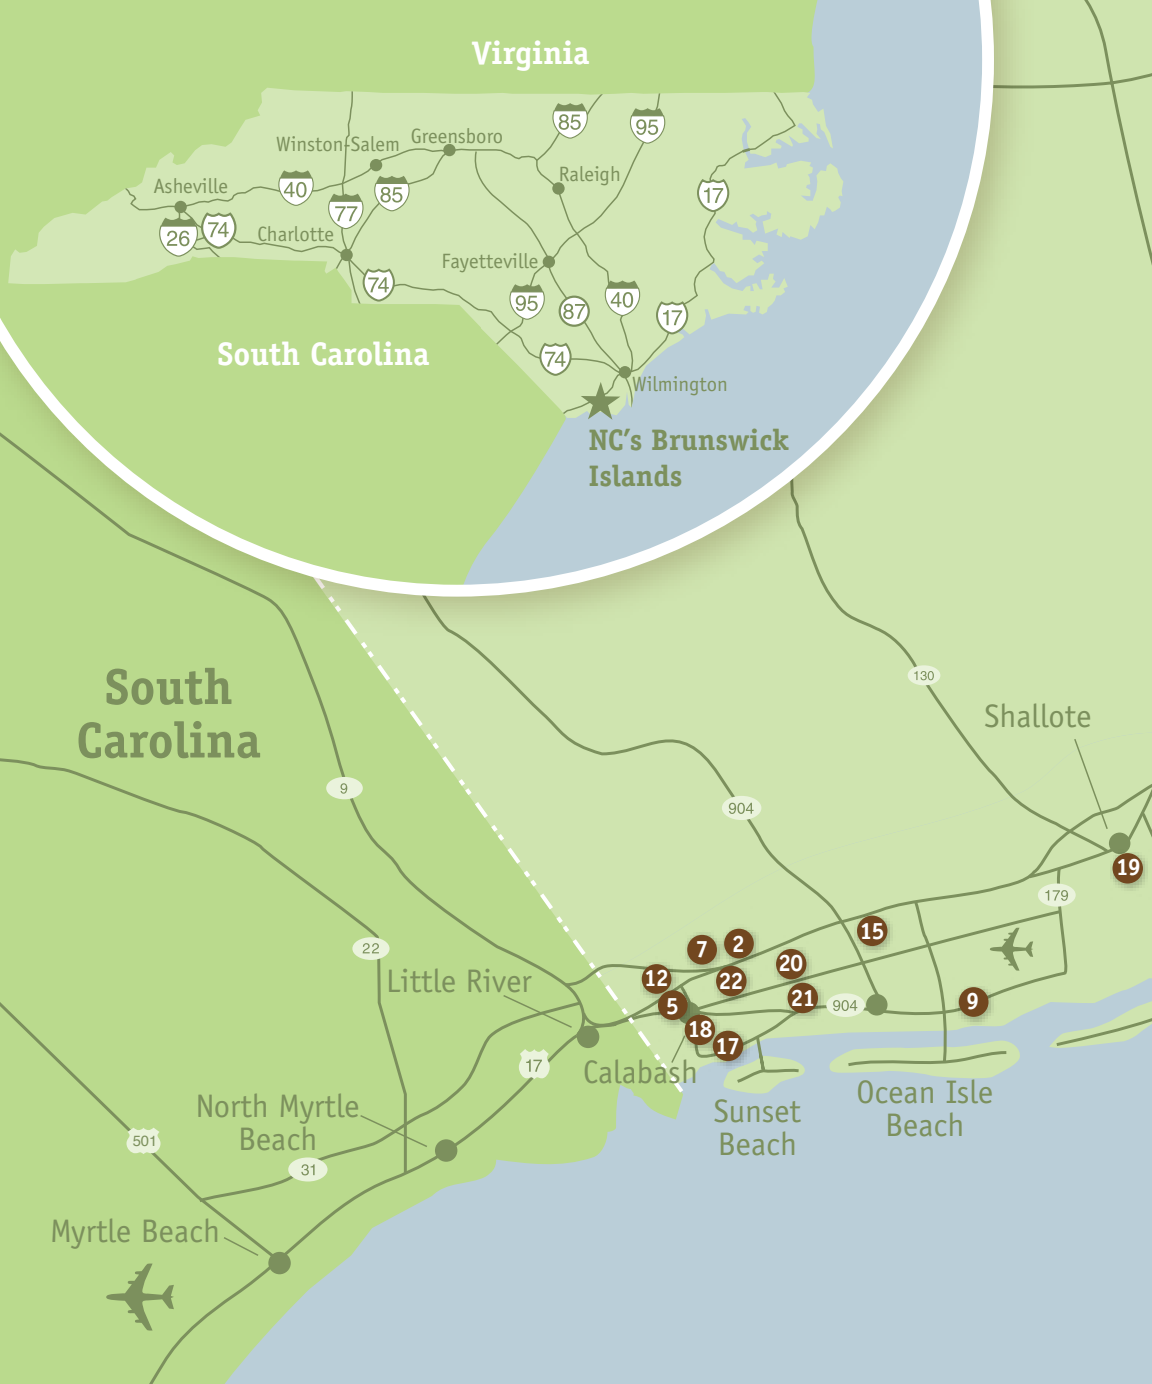 Virginia
85
95
Greensboro
Winston-Salem
Raleigh
Asheville
40
85
17
77
26
74
Charlotte
Fayetteville
74
95
87
40
17
South Carolina
74
Wilmington
NC’s Brunswick
Islands
South
Carolina
130
Shallotte
9
904
19
179
15
7
2
22
20
12
Little River
22
5
21
904
9
18
17
17
Calabash
North Myrtle
Beach
Sunset
Beach
Ocean Isle
Beach
501
31
Myrtle Beach